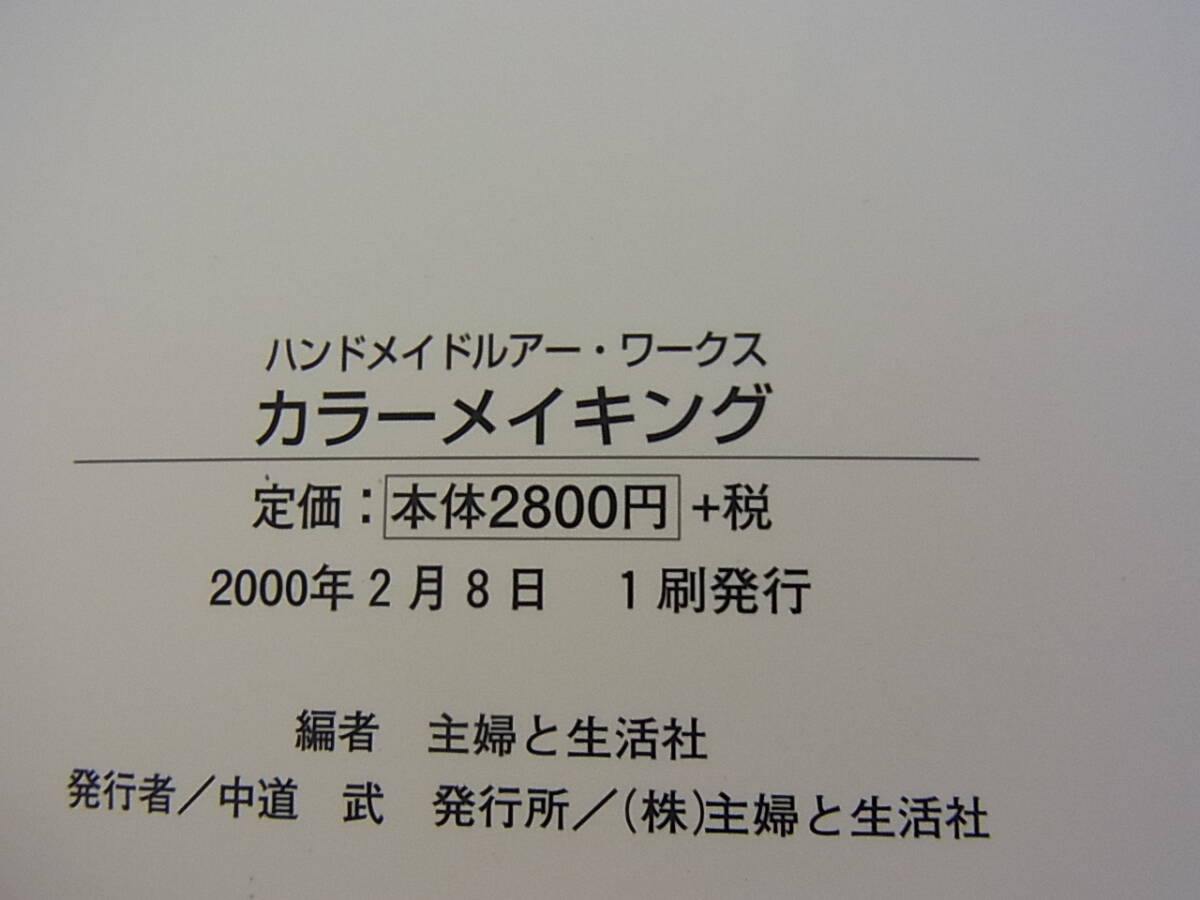 ハンドメイドルアー・ワークス
カラーメイキング
定価：本体2800円+税
2000年２月８日　１刷発行
編者　主婦と生活社
発行者／中道　武　発行所／(株)主婦と生活社